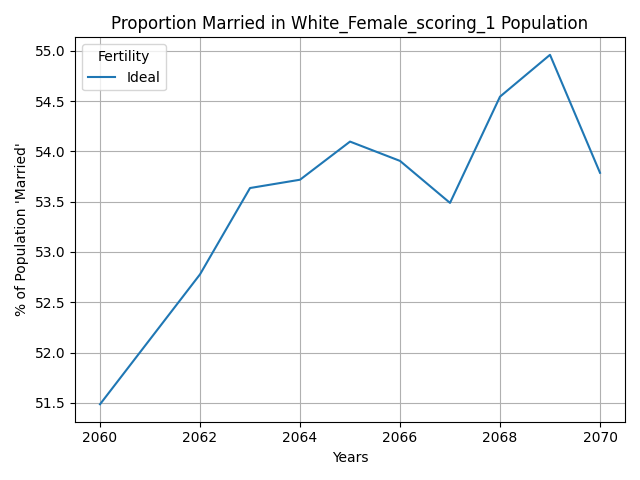 Proportion Married in White_Female_scoring_1 Population
Fertility
Ideal
% of Population 'Married'
55.0
54.5
54.0
53.5
53.0
52.5
52.0
51.5
2060 2062 2064 2066 2068 2070
Years